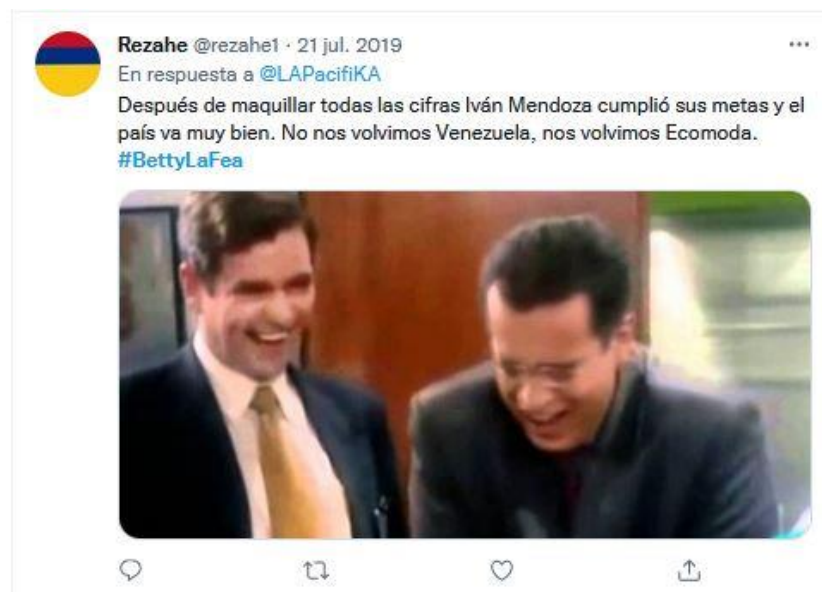 Rezahe @rezahe1 · 21 jul. 2019
En respuesta a @LAPacifiKA
Después de maquillar todas las cifras Iván Mendoza cumplió sus metas y el
país va muy bien. No nos volvimos Venezuela, nos volvimos Ecomoda.
#BettyLaFea